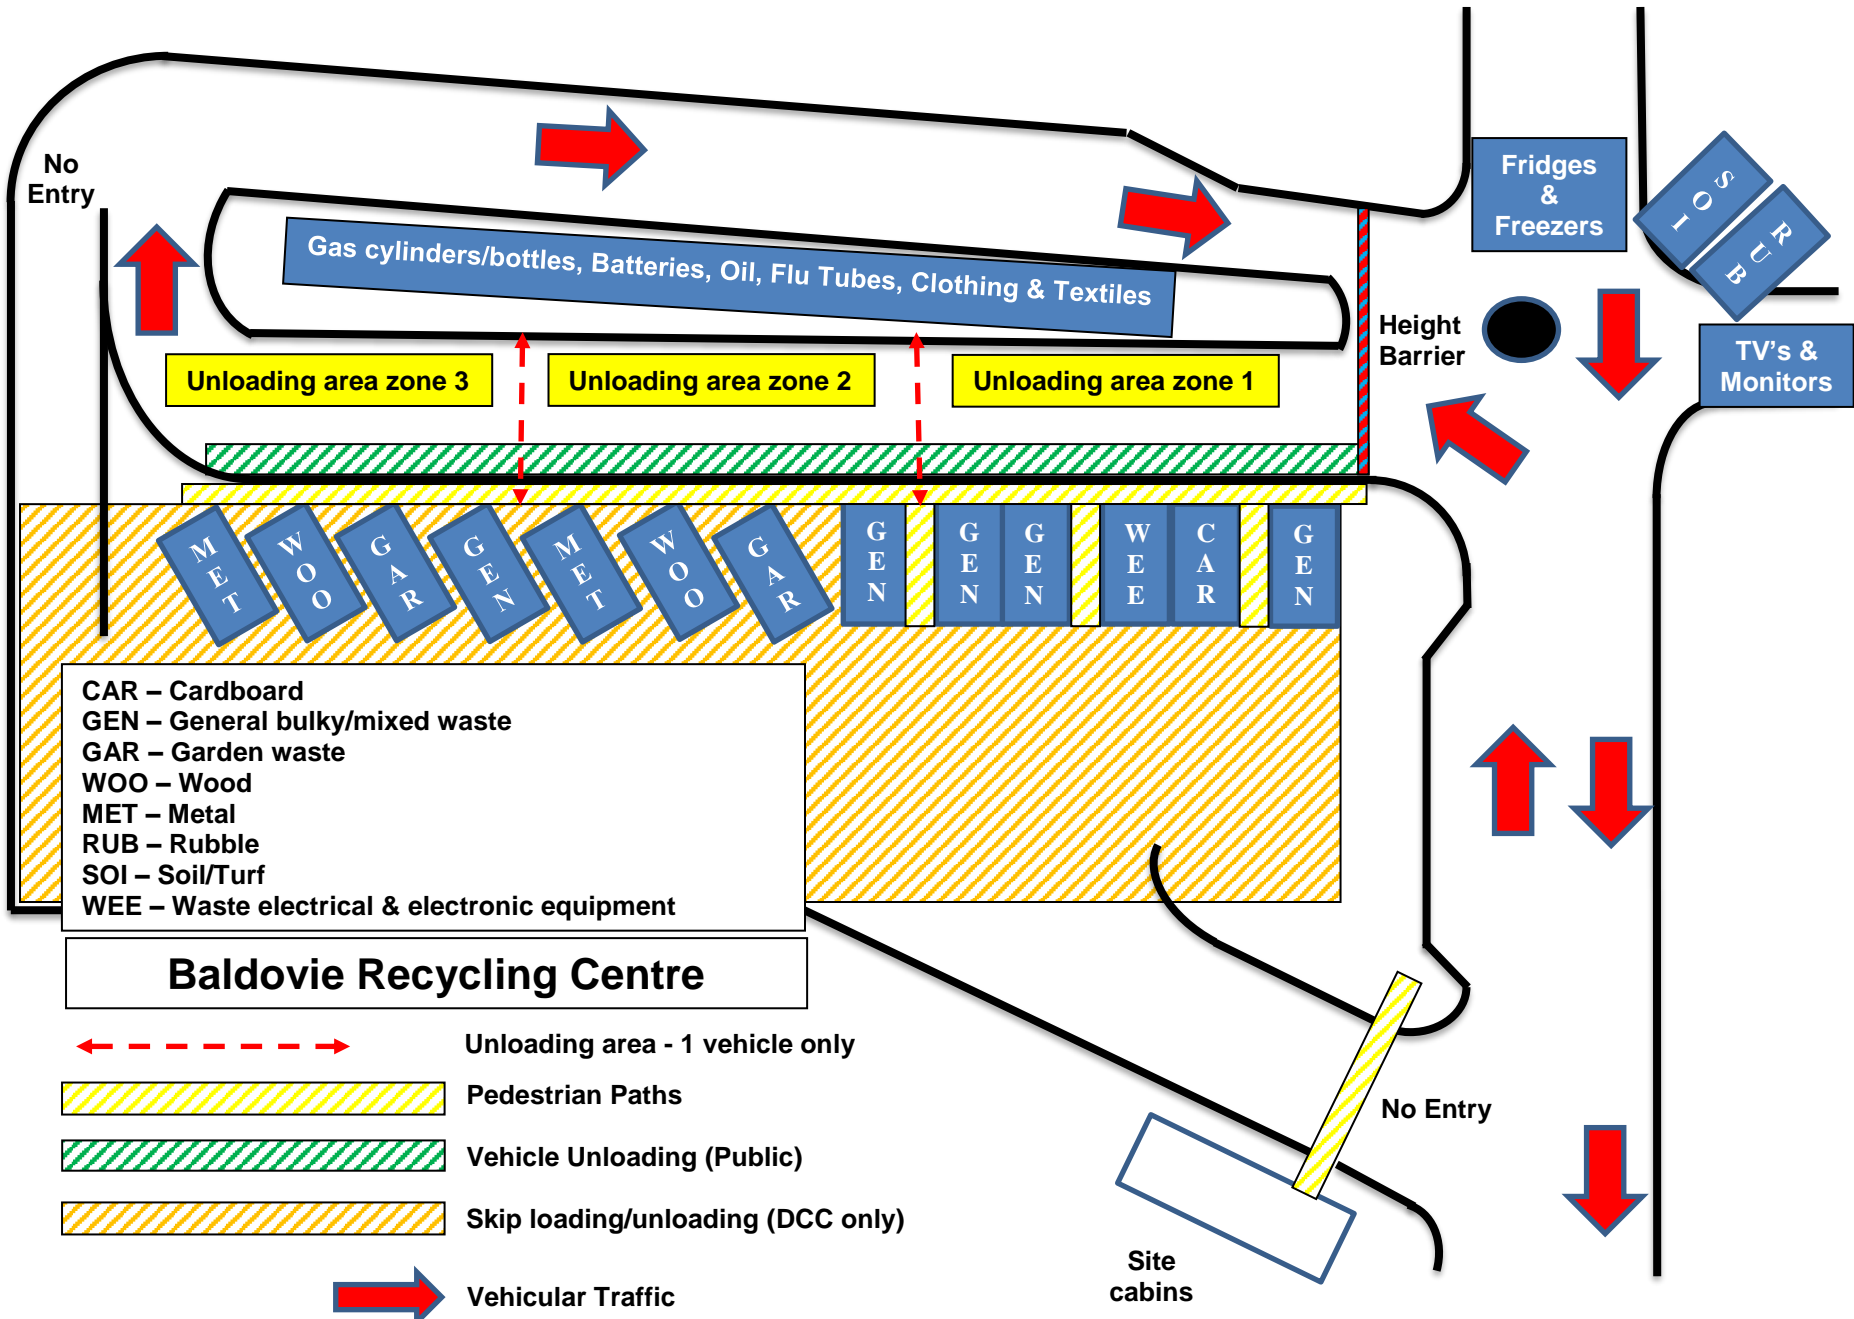 No
Entry
Fridges
&
Freezers
SOI
RUB
Gas cylinders/bottles, Batteries, Oil, Flu Tubes, Clothing & Textiles
Height
Barrier
TV's &
Monitors
Unloading area zone 3
Unloading area zone 2
Unloading area zone 1
MET
WOO
GAR
GEN
MET
WOO
GAR
GEN
GEN
GEN
WEE
CAR
GEN
CAR – Cardboard
GEN – General bulky/mixed waste
GAR – Garden waste
WOO – Wood
MET – Metal
RUB – Rubble
SOI – Soil/Turf
WEE – Waste electrical & electronic equipment
Baldovie Recycling Centre
Unloading area - 1 vehicle only
Pedestrian Paths
Vehicle Unloading (Public)
Skip loading/unloading (DCC only)
Vehicular Traffic
No Entry
Site
cabins